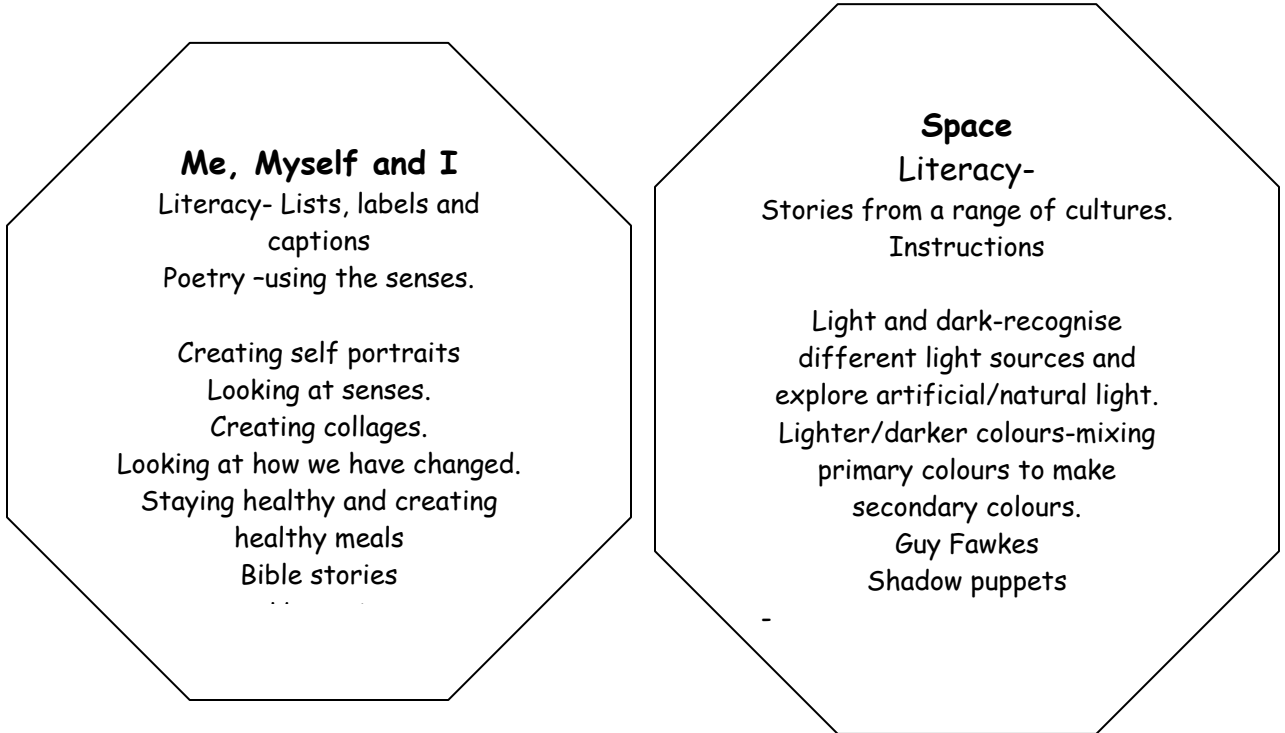 Me, Myself and I
Literacy- Lists, labels and
captions
Poetry –using the senses.
Creating self portraits
Looking at senses.
Creating collages.
Looking at how we have changed.
Staying healthy and creating
healthy meals
Bible stories
Space
Literacy-
Stories from a range of cultures.
Instructions
Light and dark-recognise
different light sources and
explore artificial/natural light.
Lighter/darker colours-mixing
primary colours to make
secondary colours.
Guy Fawkes
Shadow puppets
-